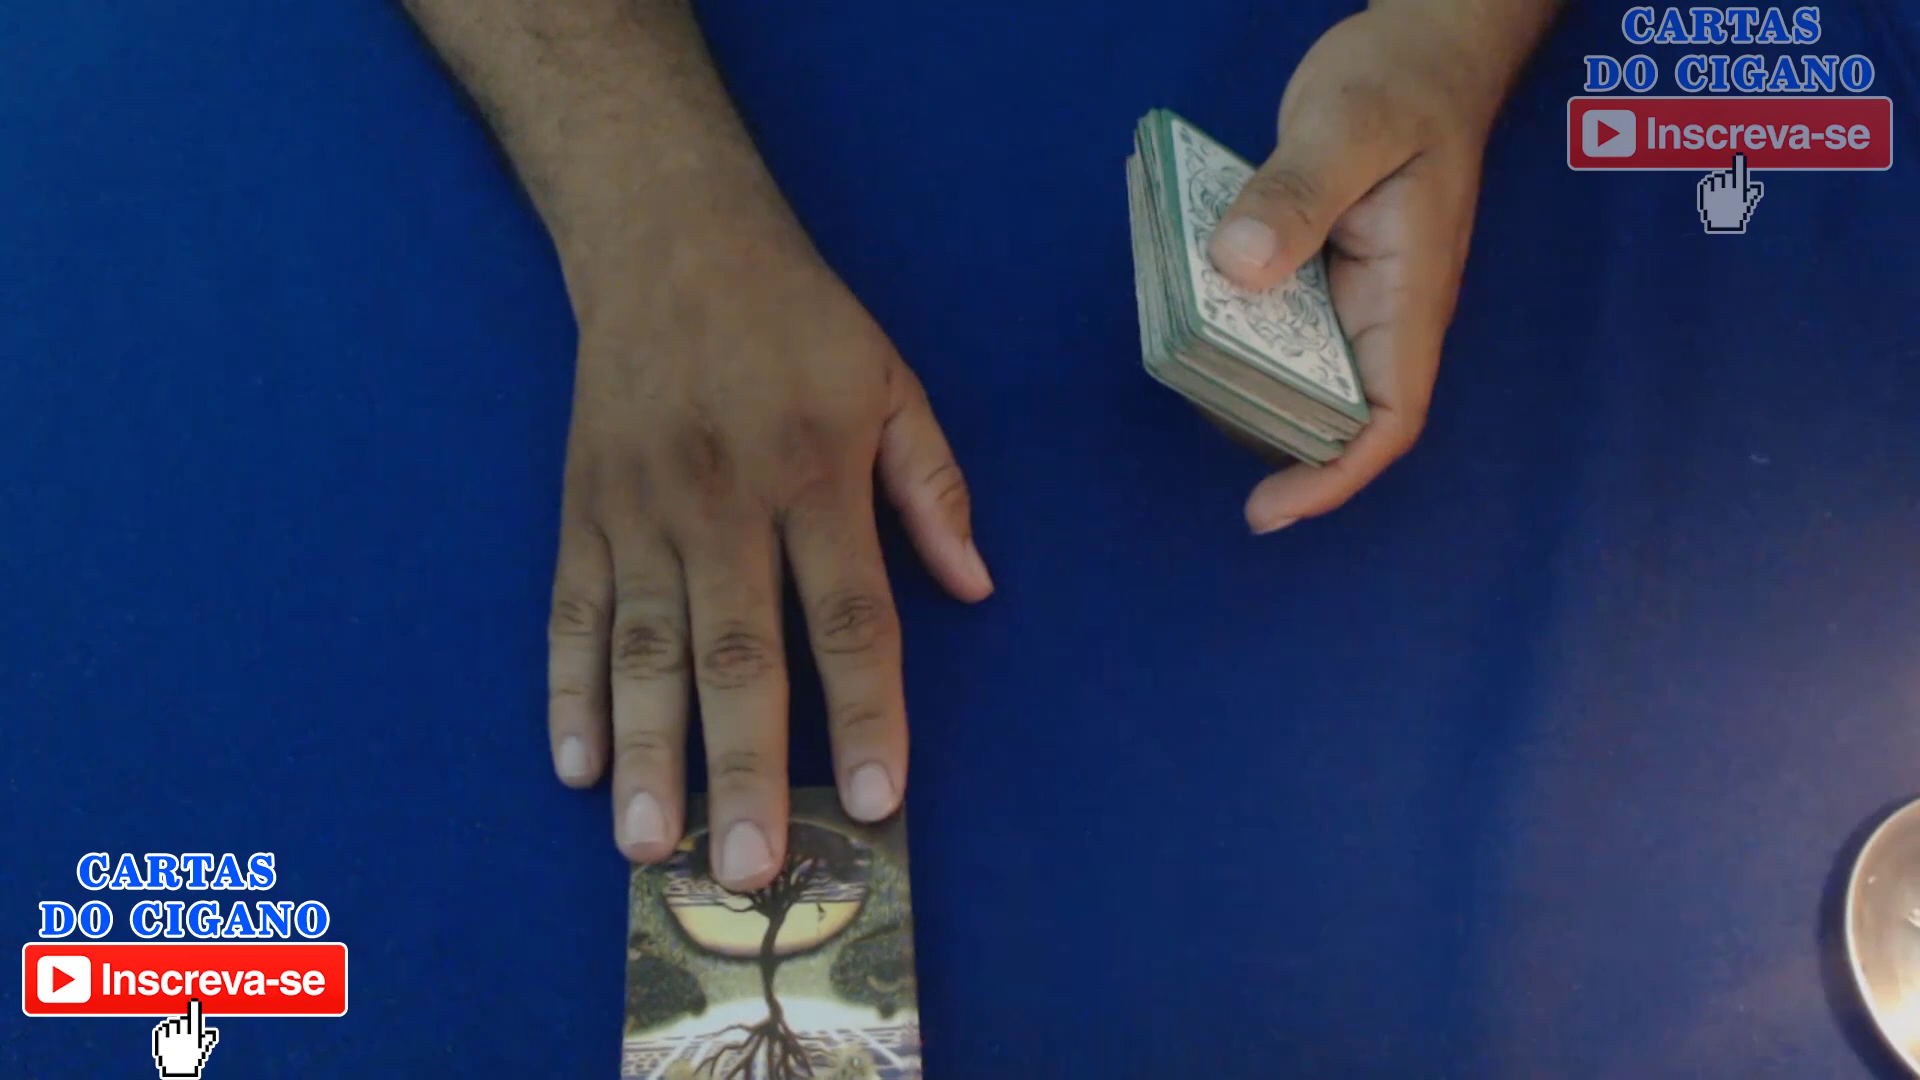 CARTAS
DO CIGANO
Inscreva-se
CARTAS
DO CIGANO
Inscreva-se